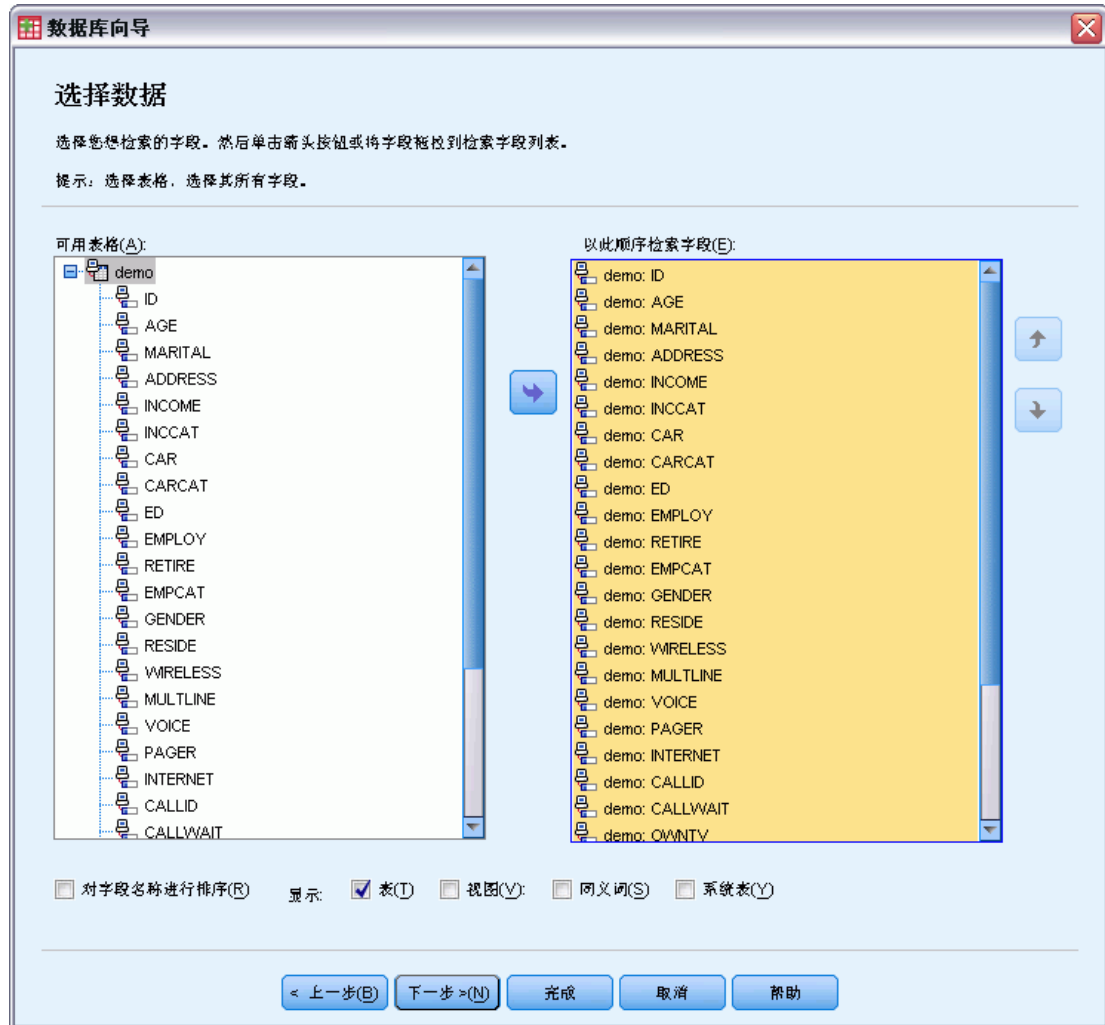 数据库向导
选择数据
选择您想检索的字段。然后单击箭头按钮或将字段拖拉到检索字段列表。
提示：选择表格，选择其所有字段。
可用表格(A):
demo
ID
AGE
MARITAL
ADDRESS
INCOME
INCCAT
CAR
CARCAT
ED
EMPLOY
RETIRE
EMPCAT
GENDER
RESIDE
WIRELESS
MULTLINE
VOICE
PAGER
INTERNET
CALLID
CALLWAIT
以此顺序检索字段(E):
demo: ID
demo: AGE
demo: MARITAL
demo: ADDRESS
demo: INCOME
demo: INCCAT
demo: CAR
demo: CARCAT
demo: ED
demo: EMPLOY
demo: RETIRE
demo: EMPCAT
demo: GENDER
demo: RESIDE
demo: WIRELESS
demo: MULTLINE
demo: VOICE
demo: PAGER
demo: INTERNET
demo: CALLID
demo: CALLWAIT
demo: OWNTV
对字段名称进行排序(R) 显示: 表(T) 视图(V): 同义词(S) 系统表(Y)
< 上一步(B) 下一步 >(N) 完成 取消 帮助